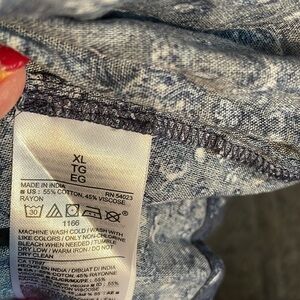 XL
TG
EG
MADE IN INDIA RN 54023
US : 55% COTTON, 45% VISCOSE
RAYON
30
1166
MACHINE WASH COLD / WASH WITH
LIKE COLORS / ONLY NON-CHLORINE
BLEACH WHEN NEEDED / TUMBLE
DRY LOW / WARM IRON / DO NOT
DRY CLEAN